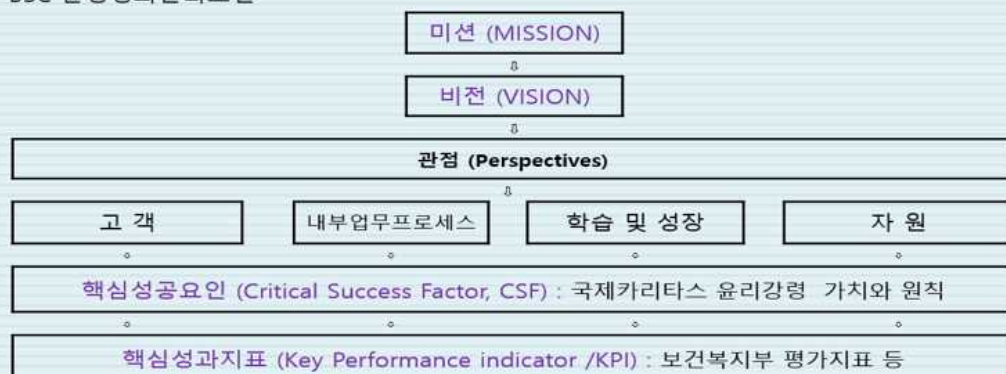 미션 (MISSION)
⇩
비전 (VISION)
⇩
관점 (Perspectives)
⇩
고 객 내부업무프로세스 학습 및 성장 자 원
핵심성공요인 (Critical Success Factor, CSF) : 국제카리타스 윤리강령 가치와 원칙
핵심성과지표 (Key Performance indicator /KPI) : 보건복지부 평가지표 등